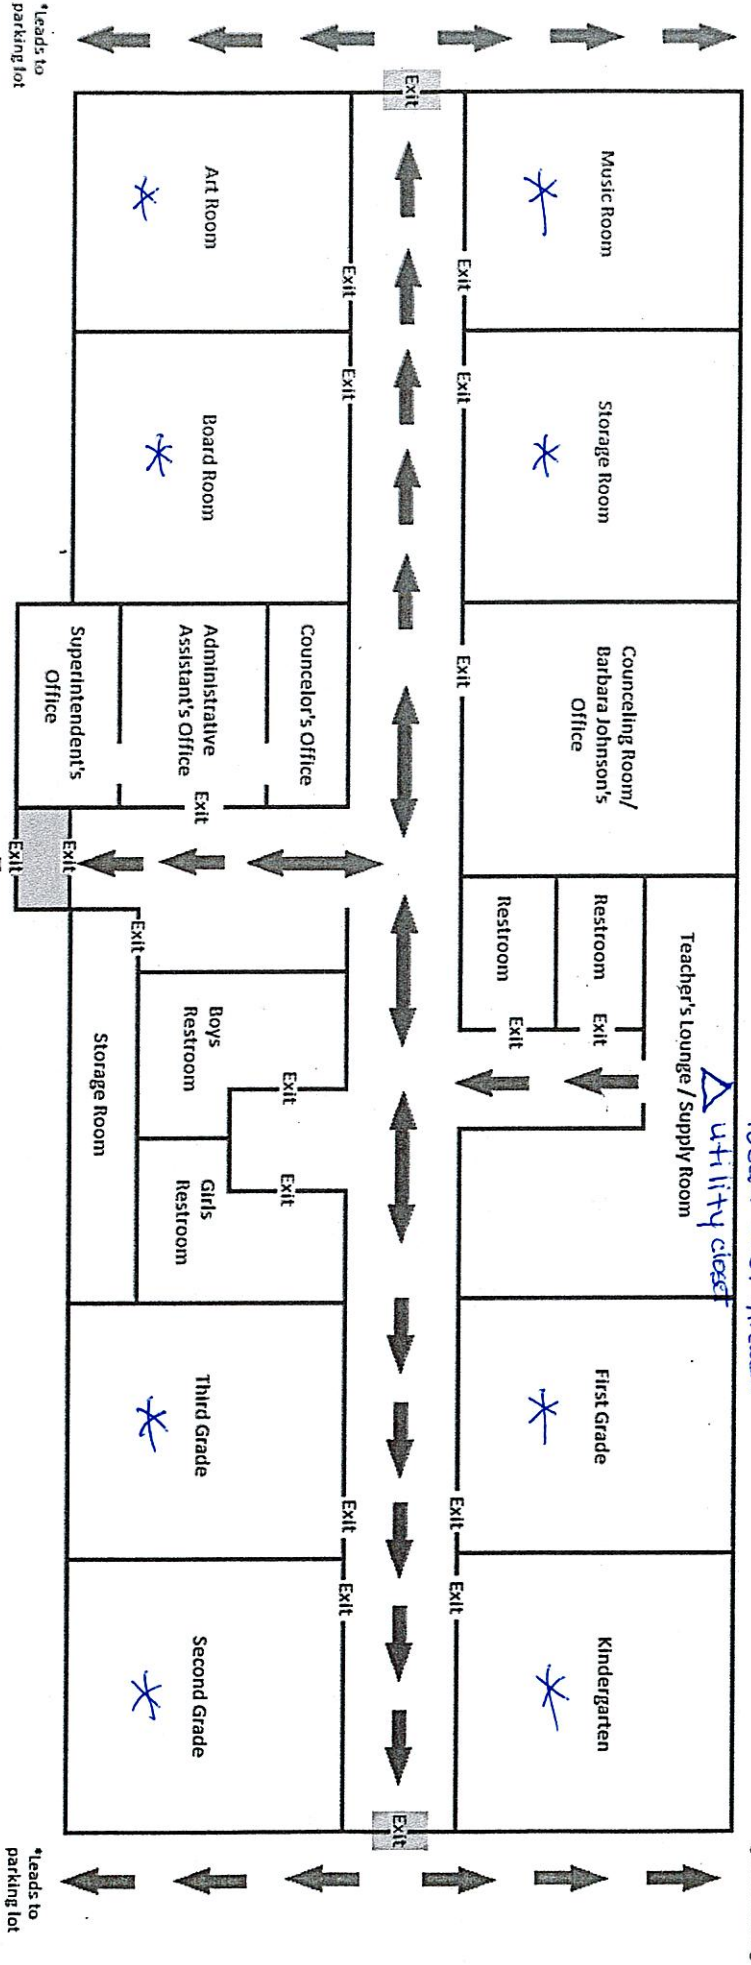 utility closet
Teacher's Lounge / Supply Room
Music Room
Storage Room
Counceling Room/
Barbara Johnson's
Office
Restroom
Exit
Restroom
Exit
First Grade
Kindergarten
Exit
Exit
Exit
Exit
Exit
Exit
Exit
Exit
Exit
Exit
Exit
Councelor's Office
Exit
Exit
Art Room
Board Room
Administrative
Assistant's Office
Exit
Boys
Restroom
Girls
Restroom
Third Grade
Second Grade
Exit
Storage Room
Superintendent's
Office
Exit
Exit
*Leads to
parking lot
*Leads to
parking lot